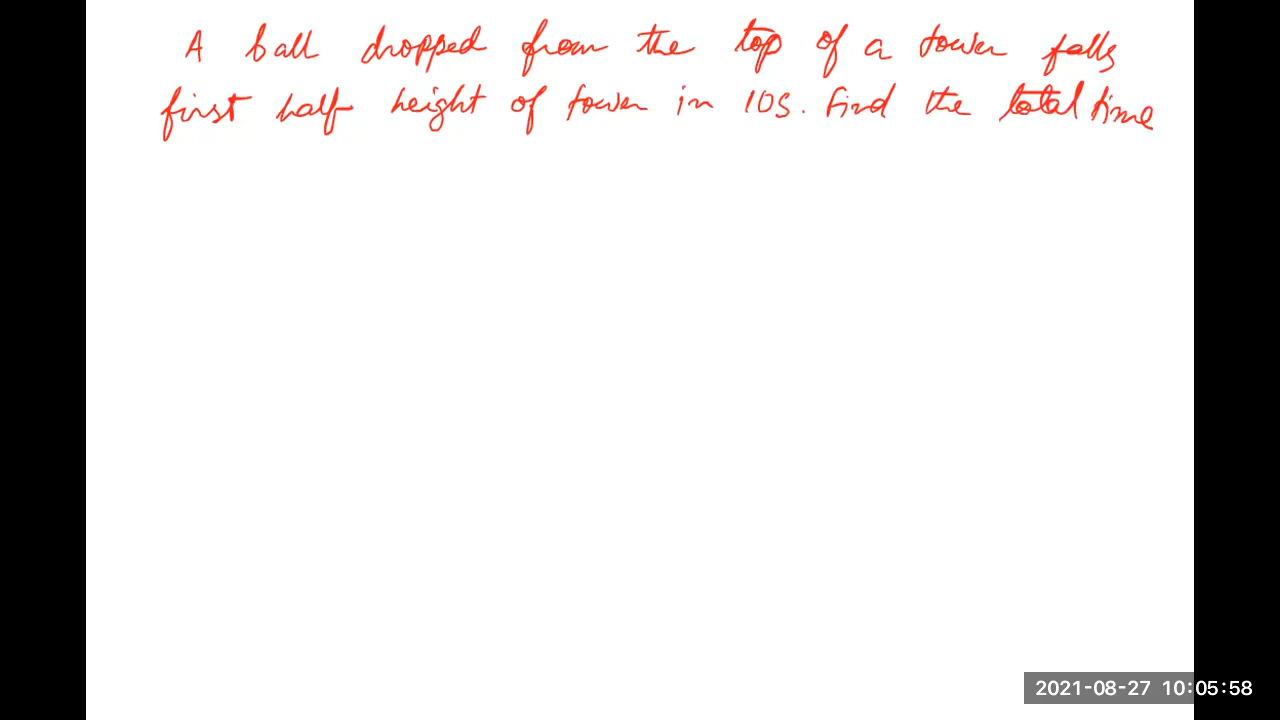 A ball dropped from the top of a tower falls
first half height of tower in 10s. Find the total time
2021-08-27 10:05:58